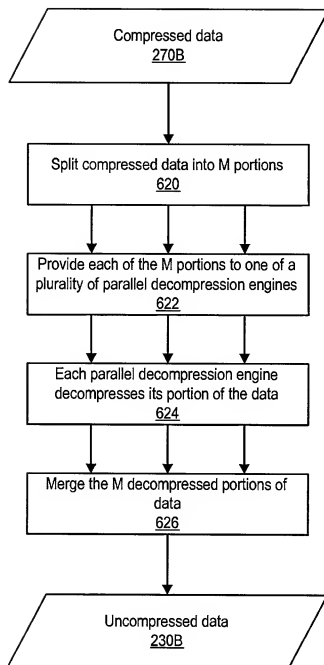 Compressed data
270B
Split compressed data into M portions
620
Provide each of the M portions to one of a
plurality of parallel decompression engines
622
Each parallel decompression engine
decompresses its portion of the data
624
Merge the M decompressed portions of
data
626
Uncompressed data
230B